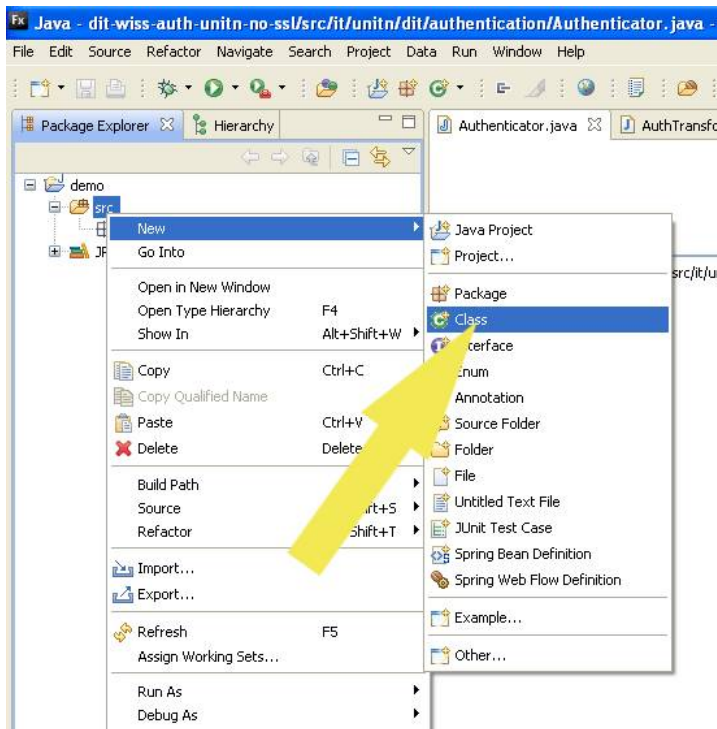 Java - dit-wiss-auth-unitn-no-ssl/src/it/unitn/dit/authentication/Authenticator.java -
File Edit Source Refactor Navigate Search Project Data Run Window Help
Package Explorer Hierarchy
Authenticator.java AuthTransfo
demo
src
New
Go Into
Open in New Window
Open Type Hierarchy F4
Show In Alt+Shift+W
Copy Ctrl+C
Copy Qualified Name
Paste Ctrl+V
Delete Delete
Build Path
Source
Refactor
Import...
Export...
Refresh F5
Assign Working Sets...
Run As
Debug As
Java Project
Project...
Package
Class
Enum
Annotation
Source Folder
Folder
File
Untitled Text File
JUnit Test Case
Spring Bean Definition
Spring Web Flow Definition
Example...
Other...
src/it/u